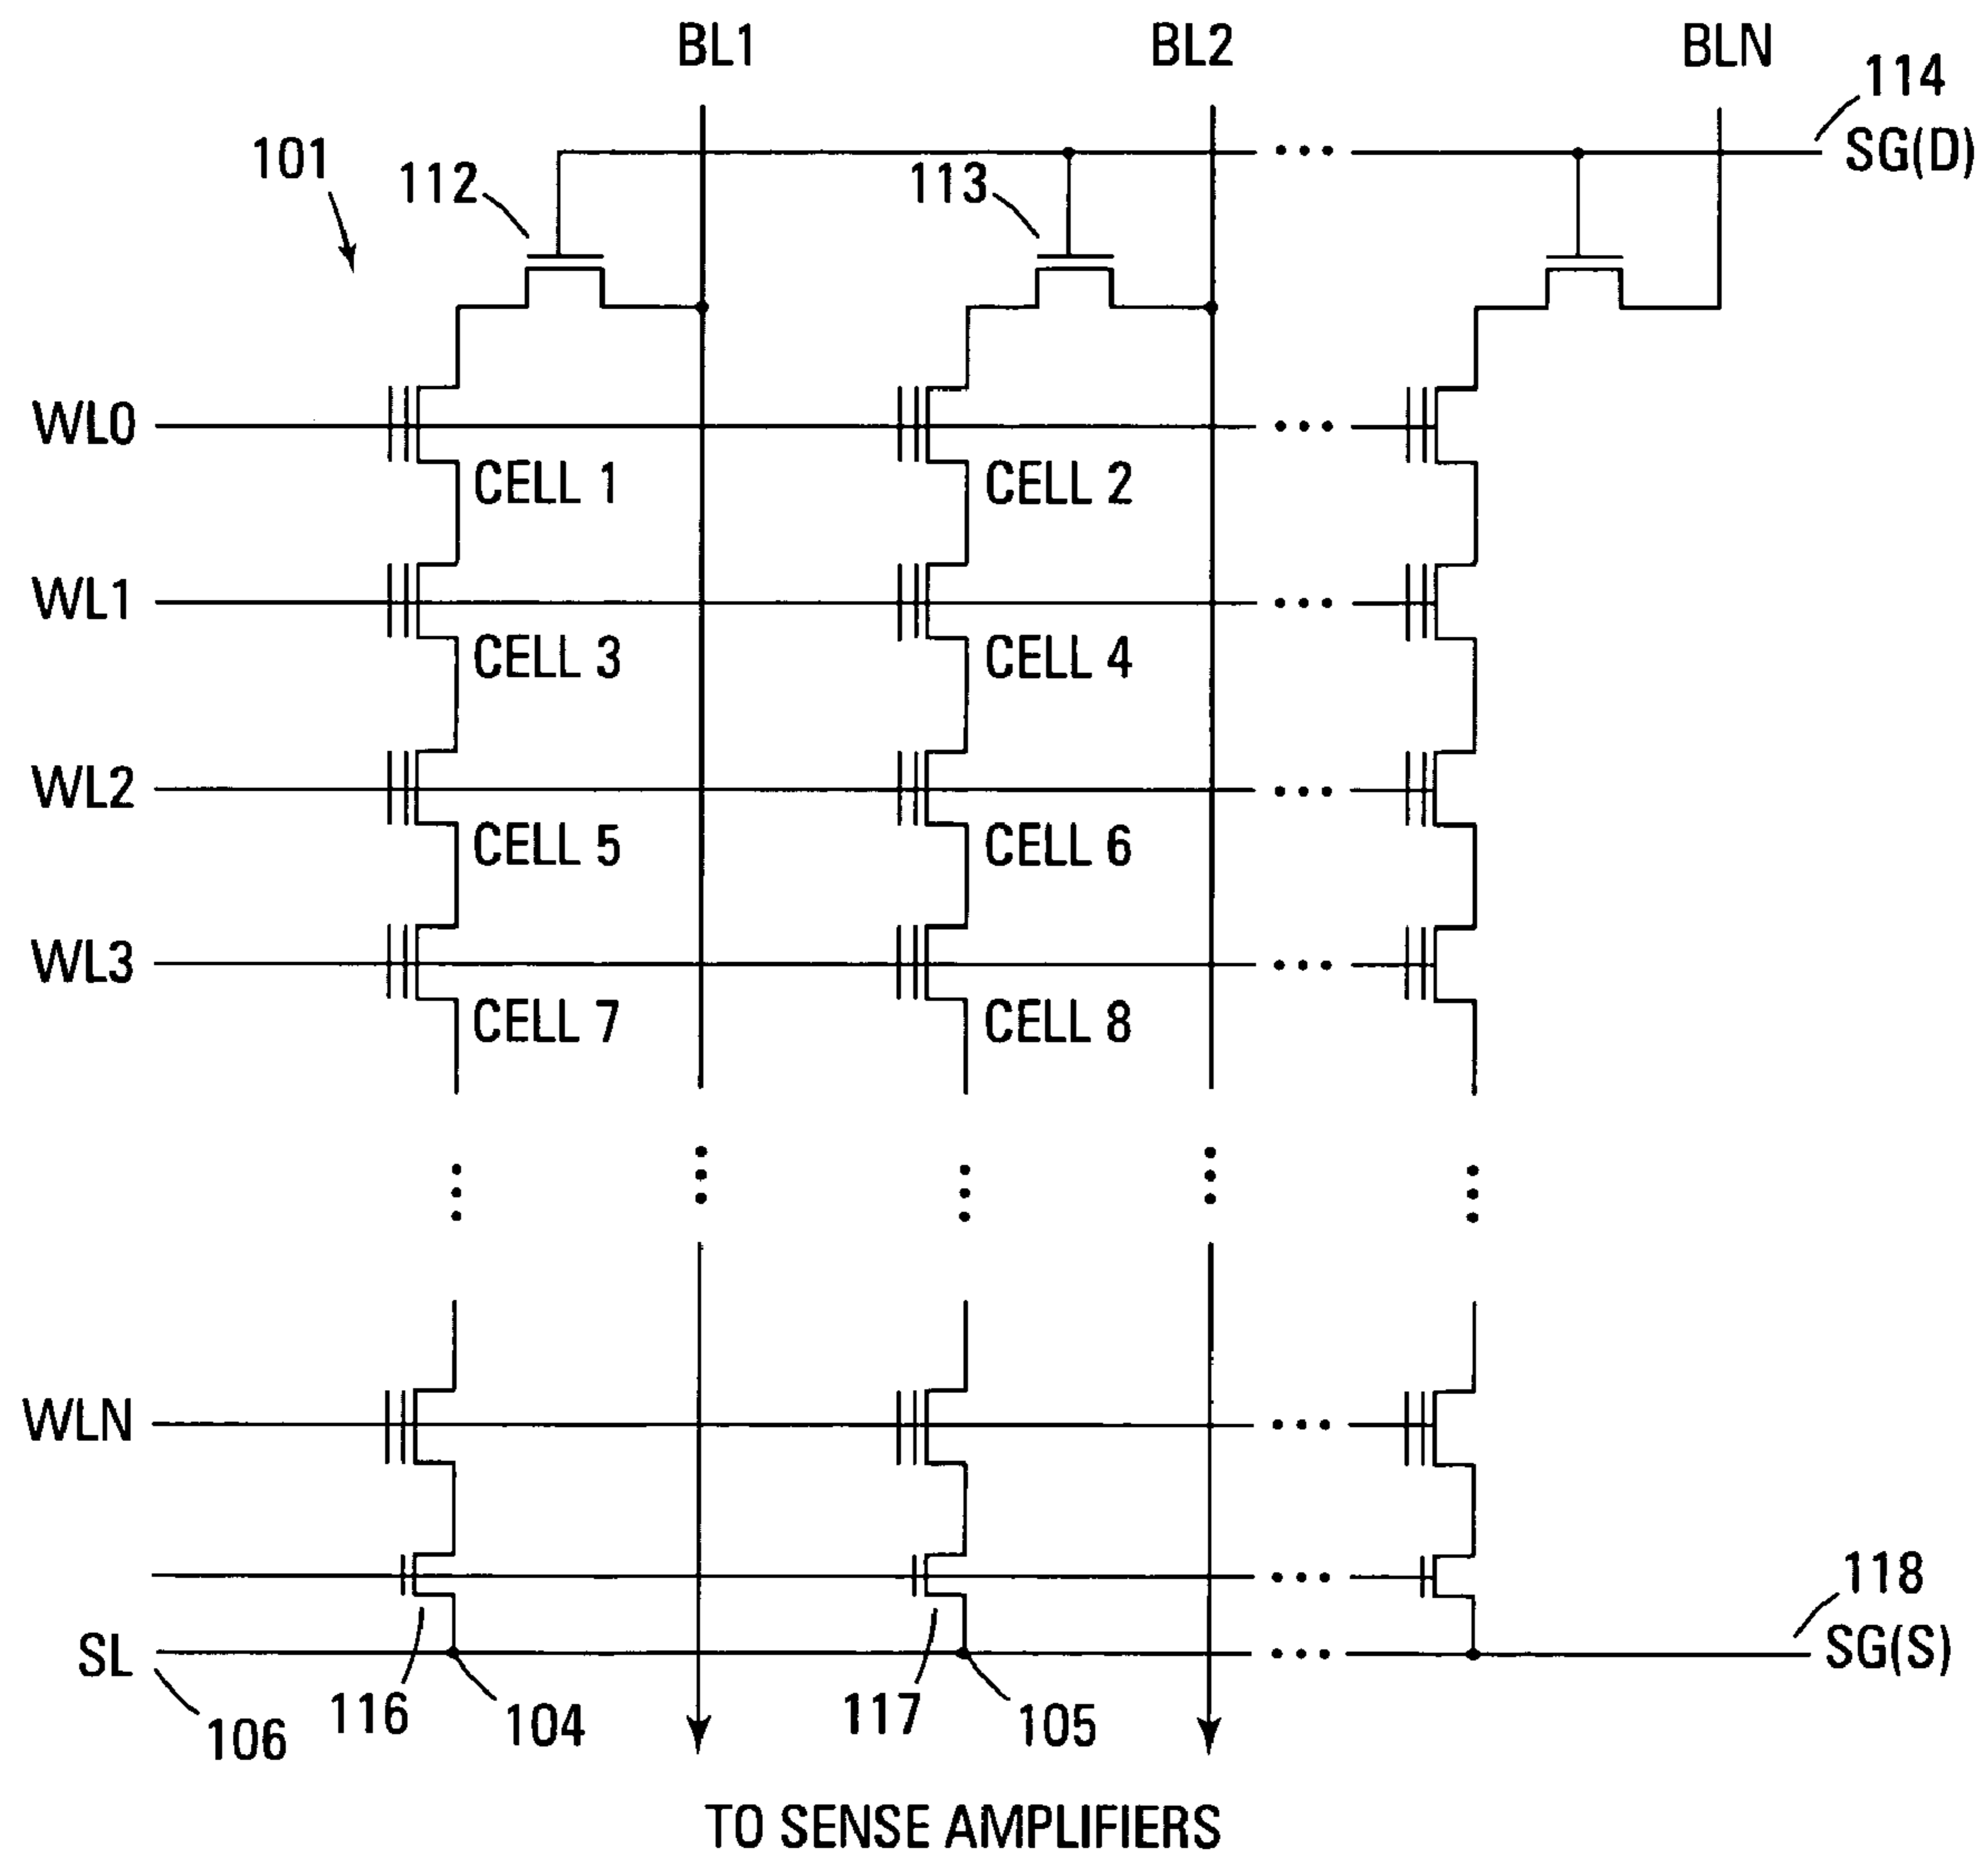 BL1
BL2
BLN
114
SG(D)
101
112
113
WL0
CELL 1
CELL 2
WL1
CELL 3
CELL 4
WL2
CELL 5
CELL 6
WL3
CELL 7
CELL 8
WLN
118
SG(S)
SL
106
116
104
117
105
TO SENSE AMPLIFIERS